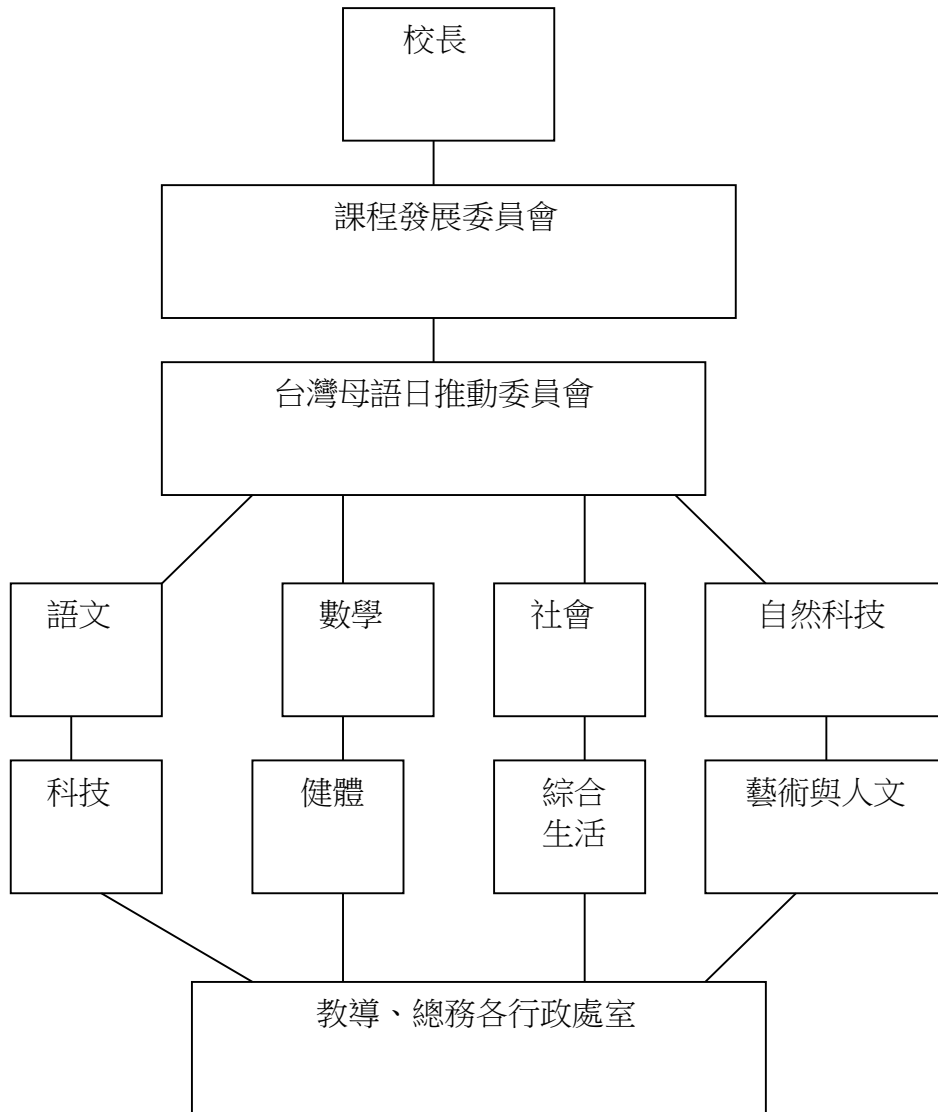 校長
課程發展委員會
台灣母語日推動委員會
語文
數學
社會
自然科技
科技
健體
綜合
生活
藝術與人文
教導、總務各行政處室